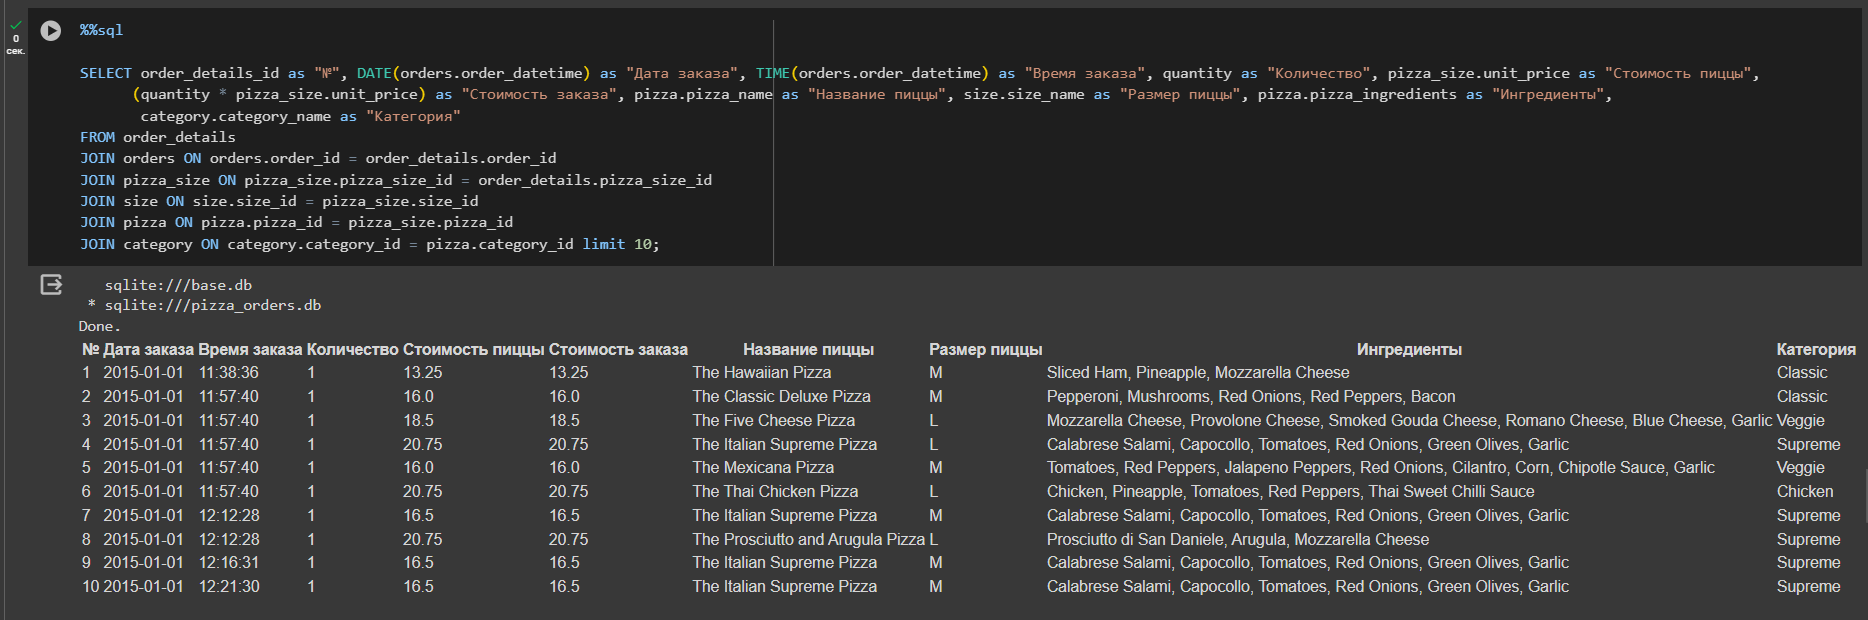 0
сек.
%%sql
SELECT order_details_id as "№", DATE(orders.order_datetime) as "Дата заказа", TIME(orders.order_datetime) as "Время заказа", quantity as "Количество", pizza_size.unit_price as "Стоимость пиццы",
(quantity * pizza_size.unit_price) as "Стоимость заказа", pizza.pizza_name as "Название пиццы", size.size_name as "Размер пиццы", pizza.pizza_ingredients as "Ингредиенты",
category.category_name as "Категория"
FROM order_details
JOIN orders ON orders.order_id = order_details.order_id
JOIN pizza_size ON pizza_size.pizza_size_id = order_details.pizza_size_id
JOIN size ON size.size_id = pizza_size.size_id
JOIN pizza ON pizza.pizza_id = pizza_size.pizza_id
JOIN category ON category.category_id = pizza.category_id limit 10;
sqlite:///base.db
* sqlite:///pizza_orders.db
Done.
№ Дата заказа Время заказа Количество Стоимость пиццы Стоимость заказа Название пиццы Размер пиццы Ингредиенты Категория
1 2015-01-01 11:38:36 1 13.25 13.25 The Hawaiian Pizza M Sliced Ham, Pineapple, Mozzarella Cheese Classic
2 2015-01-01 11:57:40 1 16.0 16.0 The Classic Deluxe Pizza M Pepperoni, Mushrooms, Red Onions, Red Peppers, Bacon Classic
3 2015-01-01 11:57:40 1 18.5 18.5 The Five Cheese Pizza L Mozzarella Cheese, Provolone Cheese, Smoked Gouda Cheese, Romano Cheese, Blue Cheese, Garlic Veggie
4 2015-01-01 11:57:40 1 20.75 20.75 The Italian Supreme Pizza L Calabrese Salami, Capocollo, Tomatoes, Red Onions, Green Olives, Garlic Supreme
5 2015-01-01 11:57:40 1 16.0 16.0 The Mexicana Pizza M Tomatoes, Red Peppers, Jalapeno Peppers, Red Onions, Cilantro, Corn, Chipotle Sauce, Garlic Veggie
6 2015-01-01 11:57:40 1 20.75 20.75 The Thai Chicken Pizza L Chicken, Pineapple, Tomatoes, Red Peppers, Thai Sweet Chilli Sauce Chicken
7 2015-01-01 12:12:28 1 16.5 16.5 The Italian Supreme Pizza M Calabrese Salami, Capocollo, Tomatoes, Red Onions, Green Olives, Garlic Supreme
8 2015-01-01 12:12:28 1 20.75 20.75 The Prosciutto and Arugula Pizza L Prosciutto di San Daniele, Arugula, Mozzarella Cheese Supreme
9 2015-01-01 12:16:31 1 16.5 16.5 The Italian Supreme Pizza M Calabrese Salami, Capocollo, Tomatoes, Red Onions, Green Olives, Garlic Supreme
10 2015-01-01 12:21:30 1 16.5 16.5 The Italian Supreme Pizza M Calabrese Salami, Capocollo, Tomatoes, Red Onions, Green Olives, Garlic Supreme